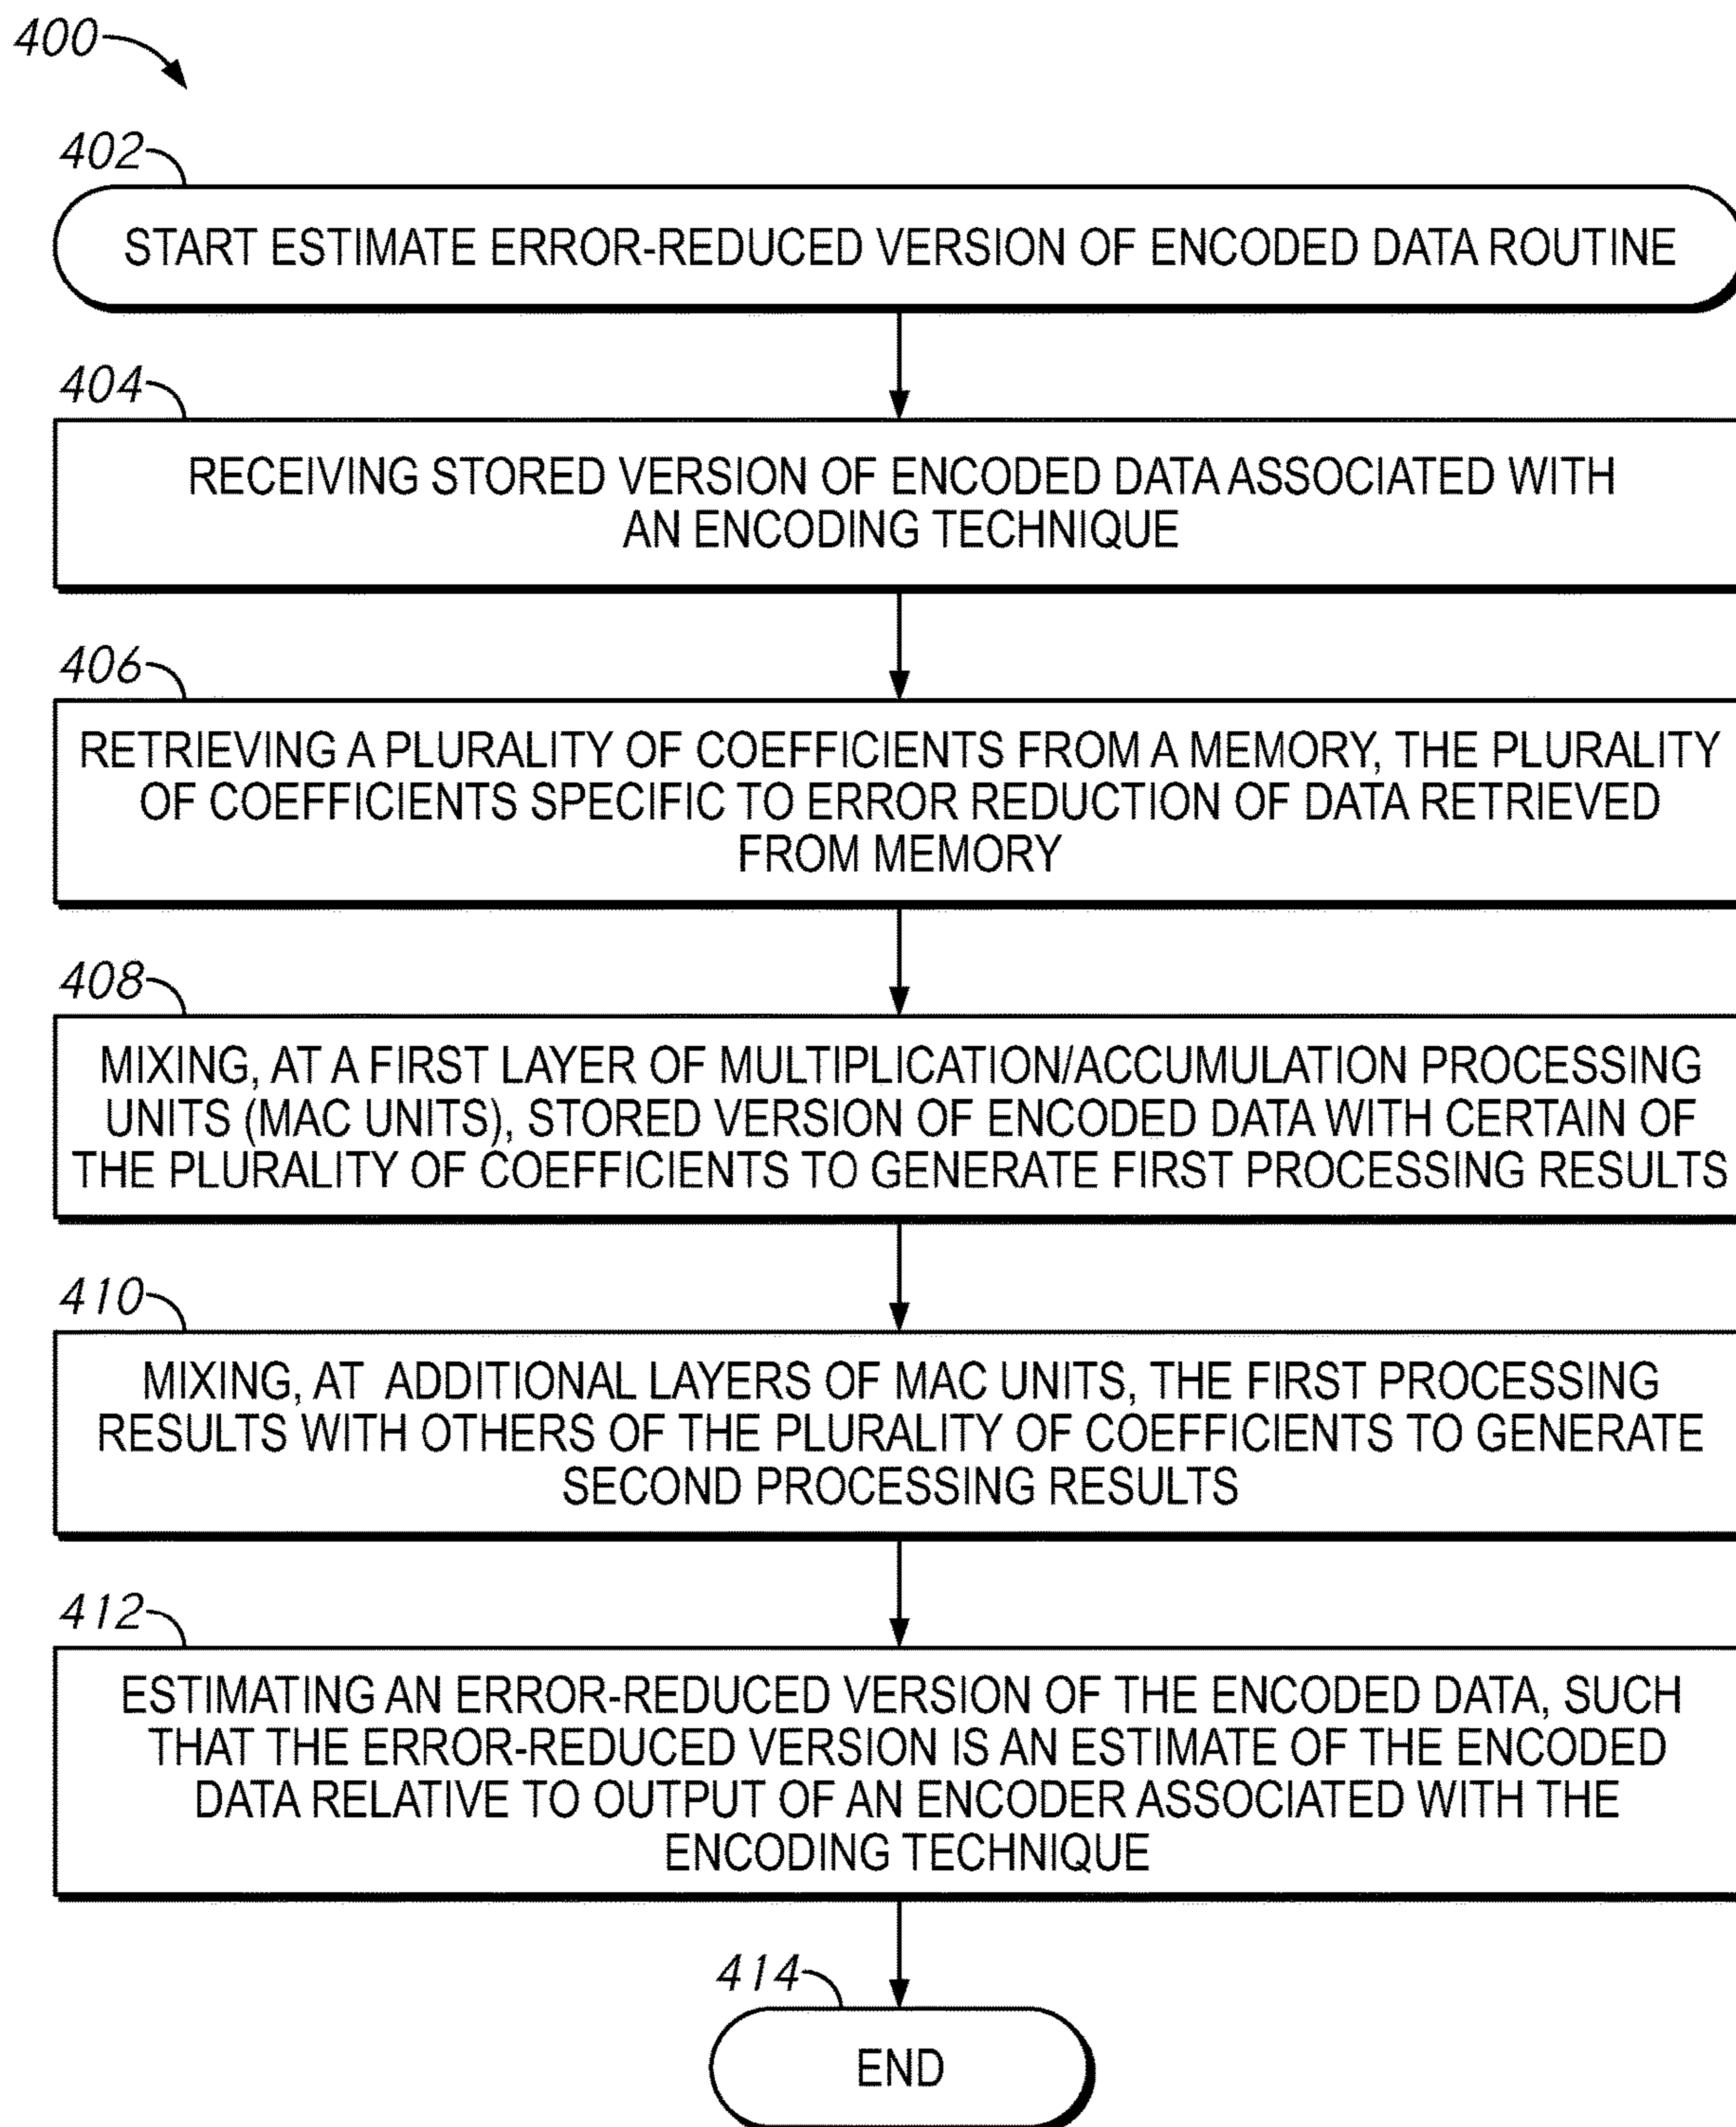 400
402
START ESTIMATE ERROR-REDUCED VERSION OF ENCODED DATA ROUTINE
404
RECEIVING STORED VERSION OF ENCODED DATA ASSOCIATED WITH
AN ENCODING TECHNIQUE
406
RETRIEVING A PLURALITY OF COEFFICIENTS FROM A MEMORY, THE PLURALITY
OF COEFFICIENTS SPECIFIC TO ERROR REDUCTION OF DATA RETRIEVED
FROM MEMORY
408
MIXING, AT A FIRST LAYER OF MULTIPLICATION/ACCUMULATION PROCESSING
UNITS (MAC UNITS), STORED VERSION OF ENCODED DATA WITH CERTAIN OF
THE PLURALITY OF COEFFICIENTS TO GENERATE FIRST PROCESSING RESULTS
410
MIXING, AT ADDITIONAL LAYERS OF MAC UNITS, THE FIRST PROCESSING
RESULTS WITH OTHERS OF THE PLURALITY OF COEFFICIENTS TO GENERATE
SECOND PROCESSING RESULTS
412
ESTIMATING AN ERROR-REDUCED VERSION OF THE ENCODED DATA, SUCH
THAT THE ERROR-REDUCED VERSION IS AN ESTIMATE OF THE ENCODED
DATA RELATIVE TO OUTPUT OF AN ENCODER ASSOCIATED WITH THE
ENCODING TECHNIQUE
414
END